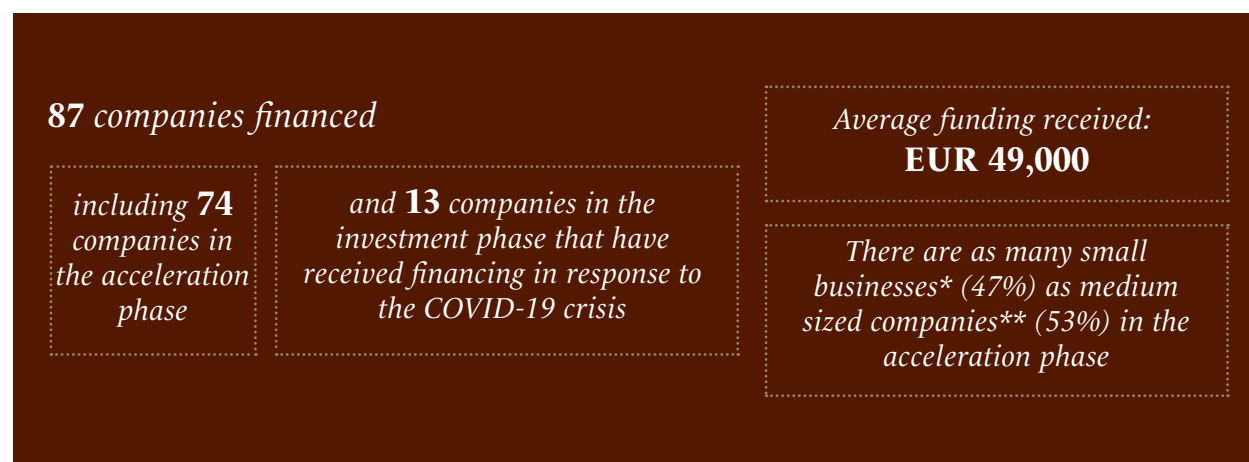 87 companies financed
including 74
companies in
the acceleration
phase
and 13 companies in the
investment phase that have
received financing in response to
the COVID-19 crisis
Average funding received:
EUR 49,000
There are as many small
businesses* (47%) as medium
sized companies** (53%) in the
acceleration phase